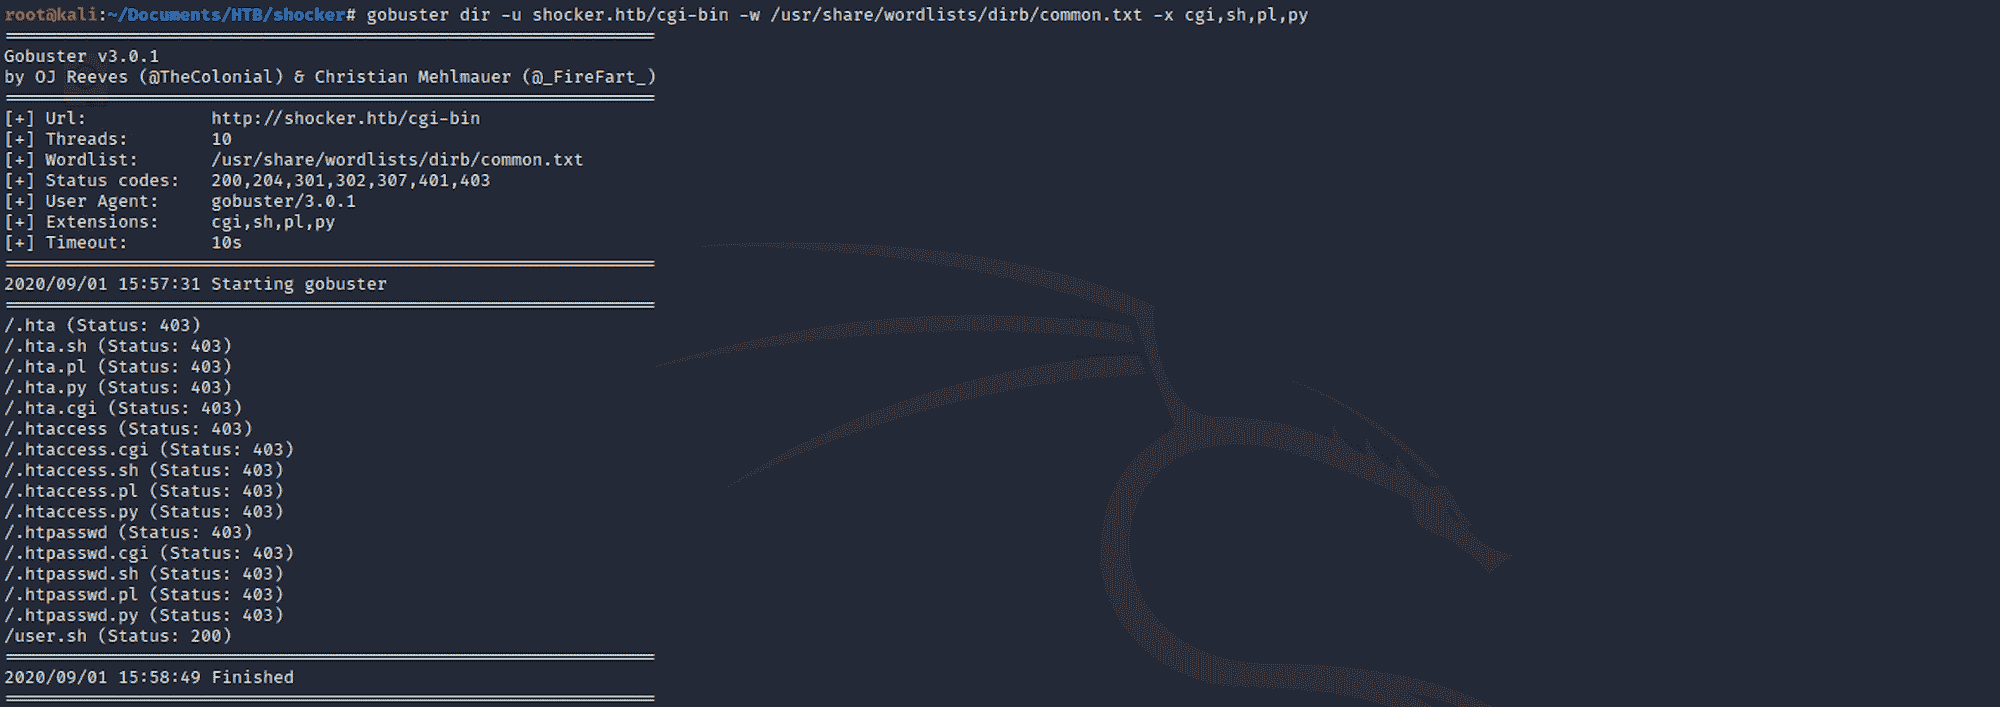 root@kali:~/Documents/HTB/shocker# gobuster dir -u shocker.htb/cgi-bin -w /usr/share/wordlists/dirb/common.txt -x cgi,sh,pl,py
===============================================================
Gobuster v3.0.1
by OJ Reeves (@TheColonial) & Christian Mehlmauer (@_FireFart_)
===============================================================
[+] Url:            http://shocker.htb/cgi-bin
[+] Threads:        10
[+] Wordlist:       /usr/share/wordlists/dirb/common.txt
[+] Status codes:   200,204,301,302,307,401,403
[+] User Agent:     gobuster/3.0.1
[+] Extensions:     cgi,sh,pl,py
[+] Timeout:        10s
===============================================================
2020/09/01 15:57:31 Starting gobuster
===============================================================
/.hta (Status: 403)
/.hta.sh (Status: 403)
/.hta.pl (Status: 403)
/.hta.py (Status: 403)
/.hta.cgi (Status: 403)
/.htaccess (Status: 403)
/.htaccess.cgi (Status: 403)
/.htaccess.sh (Status: 403)
/.htaccess.pl (Status: 403)
/.htaccess.py (Status: 403)
/.htpasswd (Status: 403)
/.htpasswd.cgi (Status: 403)
/.htpasswd.sh (Status: 403)
/.htpasswd.pl (Status: 403)
/.htpasswd.py (Status: 403)
/user.sh (Status: 200)
===============================================================
2020/09/01 15:58:49 Finished
===============================================================